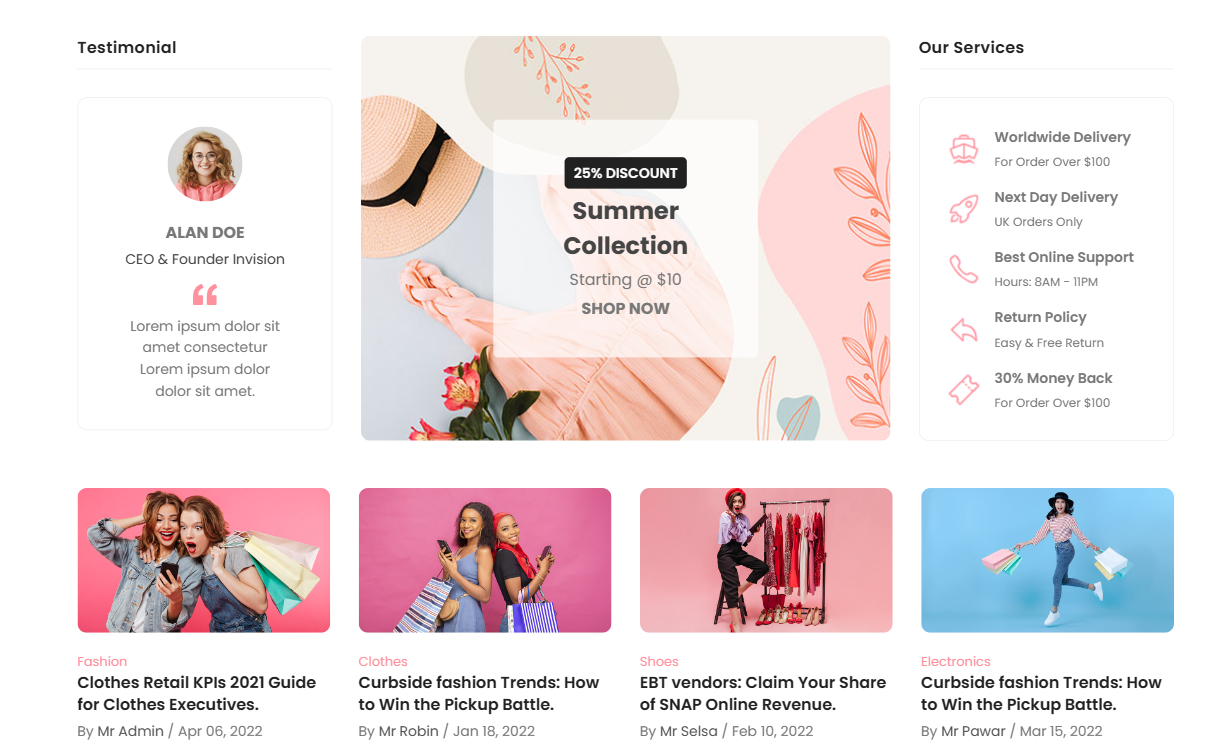 Testimonial
ALAN DOE
CEO & Founder Invision
Lorem ipsum dolor sit
amet consectetur
Lorem ipsum dolor
dolor sit amet.
25% DISCOUNT
Summer
Collection
Starting @ $10
SHOP NOW
Our Services
Worldwide Delivery
For Order Over $100
Next Day Delivery
UK Orders Only
Best Online Support
Hours: 8AM - 11PM
Return Policy
Easy & Free Return
30% Money Back
For Order Over $100
Fashion
Clothes Retail KPIs 2021 Guide
for Clothes Executives.
By Mr Admin / Apr 06, 2022
Clothes
Curbside fashion Trends: How
to Win the Pickup Battle.
By Mr Robin / Jan 18, 2022
Shoes
EBT vendors: Claim Your Share
of SNAP Online Revenue.
By Mr Selsa / Feb 10, 2022
Electronics
Curbside fashion Trends: How
to Win the Pickup Battle.
By Mr Pawar / Mar 15, 2022